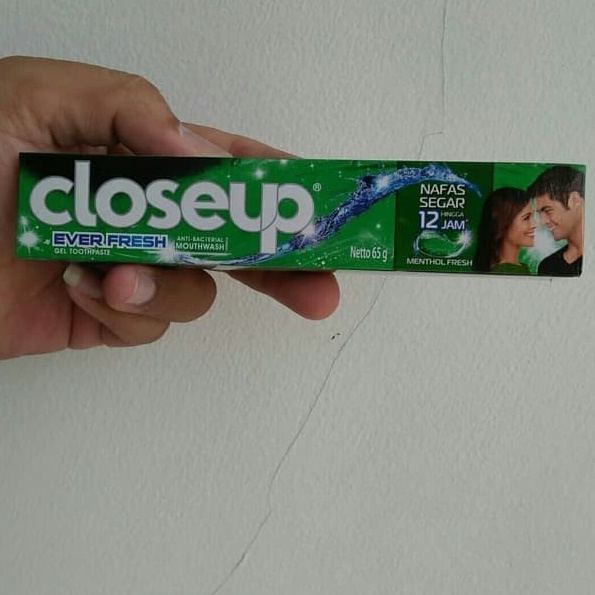 closeup®
EVER FRESH
GEL TOOTHPASTE
ANTI-BACTERIAL
MOUTHWASH
Netto 65 g
NAFAS
SEGAR
12 HINGGA JAM*
MENTHOL FRESH